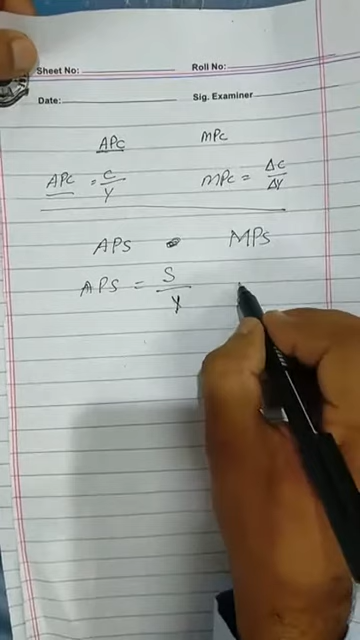 Sheet No: Roll No:
Date: Sig. Examiner
APC MPC
APC = C/Y MPC = ΔC/ΔY
APS MPS
APS = S/Y